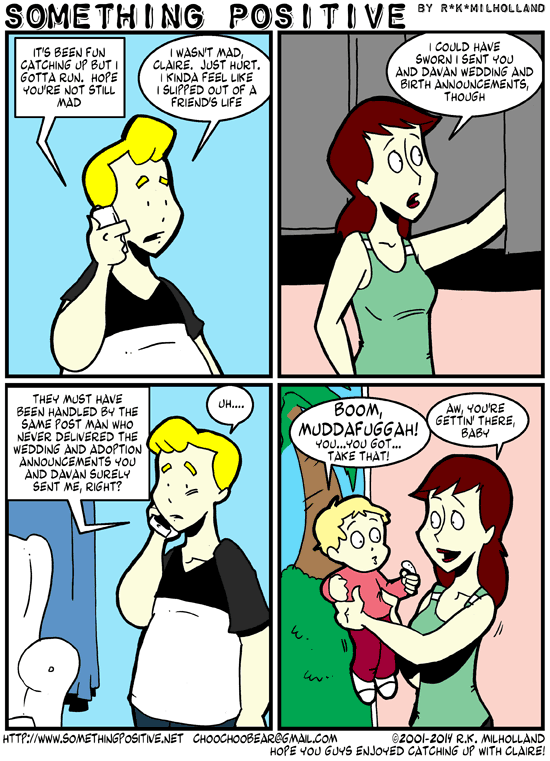 SOMETHING POSITIVE BY R*K*MILHOLLAND
IT'S BEEN FUN
CATCHING UP BUT I
GOTTA RUN. HOPE
YOU'RE NOT STILL
MAD
I WASN'T MAD,
CLAIRE. JUST HURT.
I KINDA FEEL LIKE
I SLIPPED OUT OF A
FRIEND'S LIFE
I COULD HAVE
SWORN I SENT YOU
AND DAVAN WEDDING AND
BIRTH ANNOUNCEMENTS,
THOUGH
THEY MUST HAVE
BEEN HANDLED BY THE
SAME POST MAN WHO
NEVER DELIVERED THE
WEDDING AND ADOPTION
ANNOUNCEMENTS YOU
AND DAVAN SURELY
SENT ME, RIGHT?
UH....
BOOM,
MUDDAFUGGAH!
YOU...YOU GOT...
TAKE THAT!
AW, YOU'RE
GETTIN' THERE,
BABY
HTTP://WWW.SOMETHINGPOSITIVE.NET CHOOCHOOBEAR@GMAIL.COM ©2001-2014 R.K. MILHOLLAND
HOPE YOU GUYS ENJOYED CATCHING UP WITH CLAIRE!